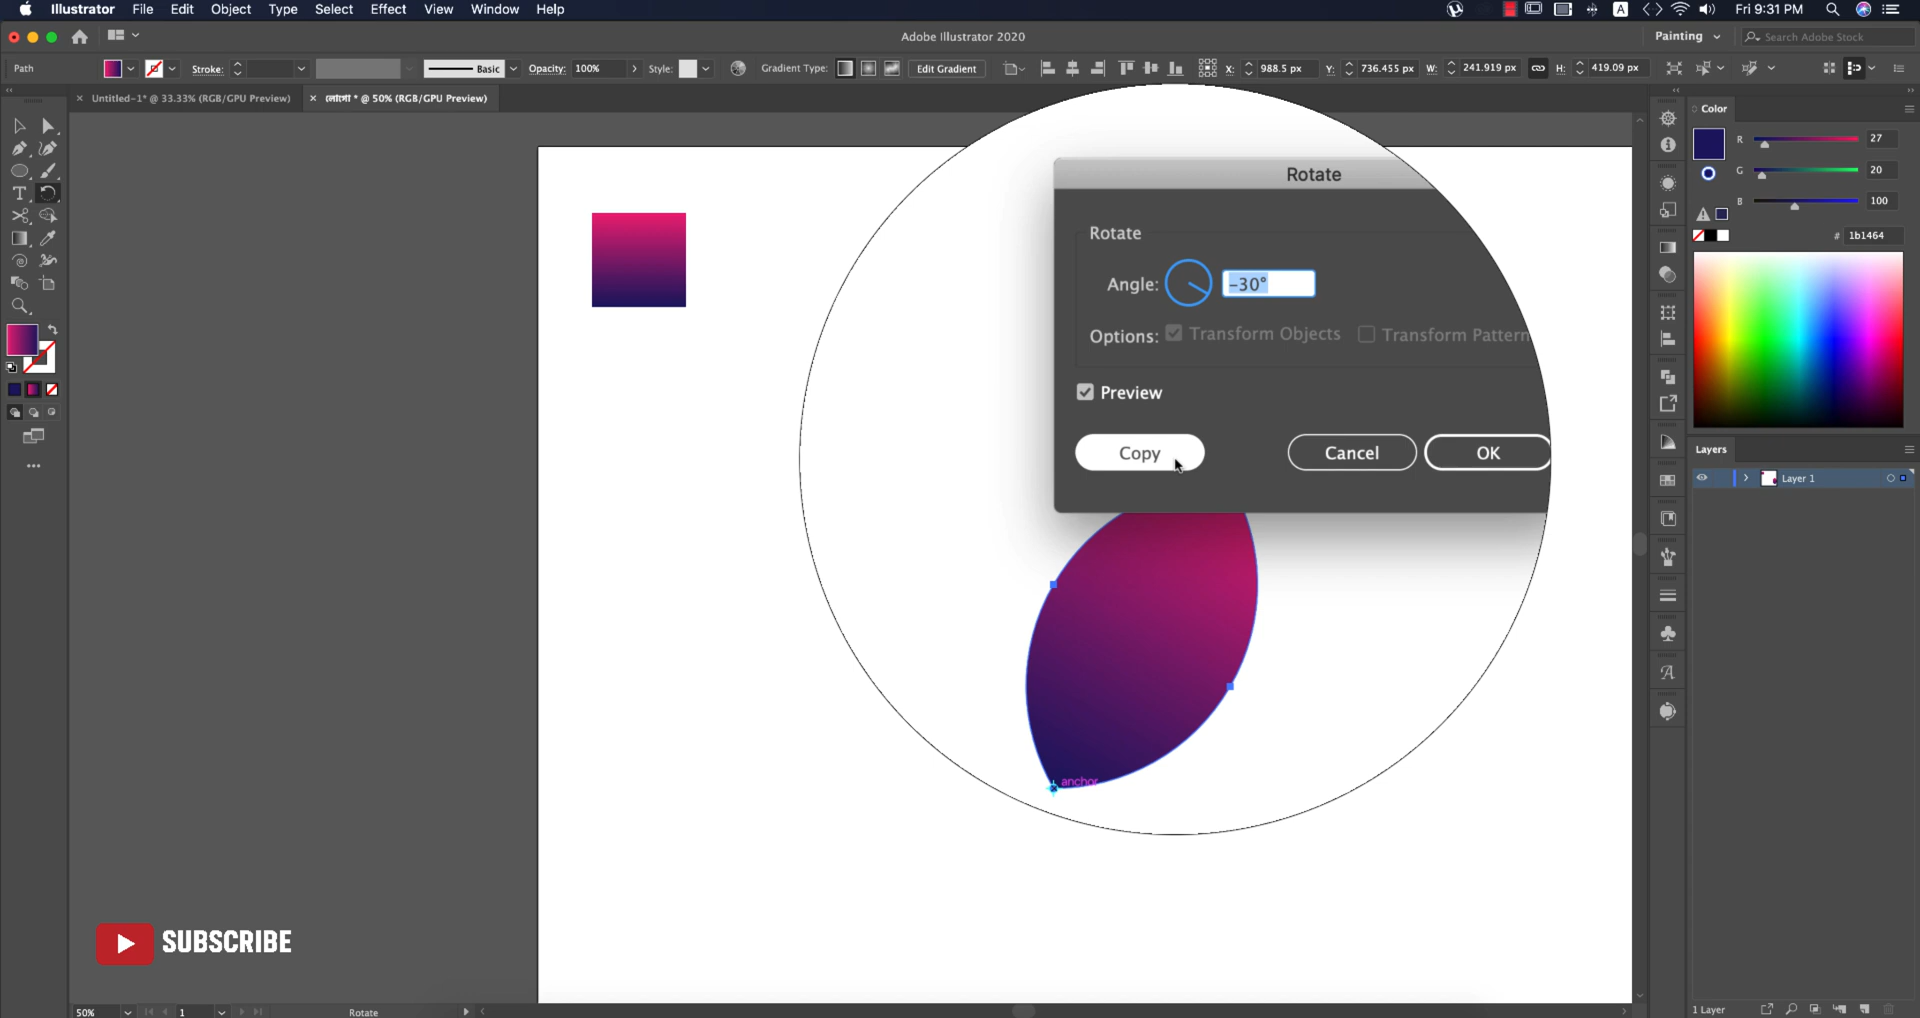 Illustrator File Edit Object Type Select Effect View Window Help
A Fri 9:31 PM
Adobe Illustrator 2020
Painting
Search Adobe Stock
Path Stroke: Basic Opacity: 100% Style: Gradient Type: Edit Gradient X: 988.5 px Y: 736.455 px W: 241.919 px H: 419.09 px
× Untitled-1* @ 33.33% (RGB/GPU Preview) × লোগো * @ 50% (RGB/GPU Preview)
Color
R 27
G 20
B 100
# 1b1464
Rotate
Rotate
Angle: -30°
Options: Transform Objects Transform Pattern
Preview
Copy Cancel OK
Layers
Layer 1
anchor
SUBSCRIBE
50% 1 Rotate
1 Layer